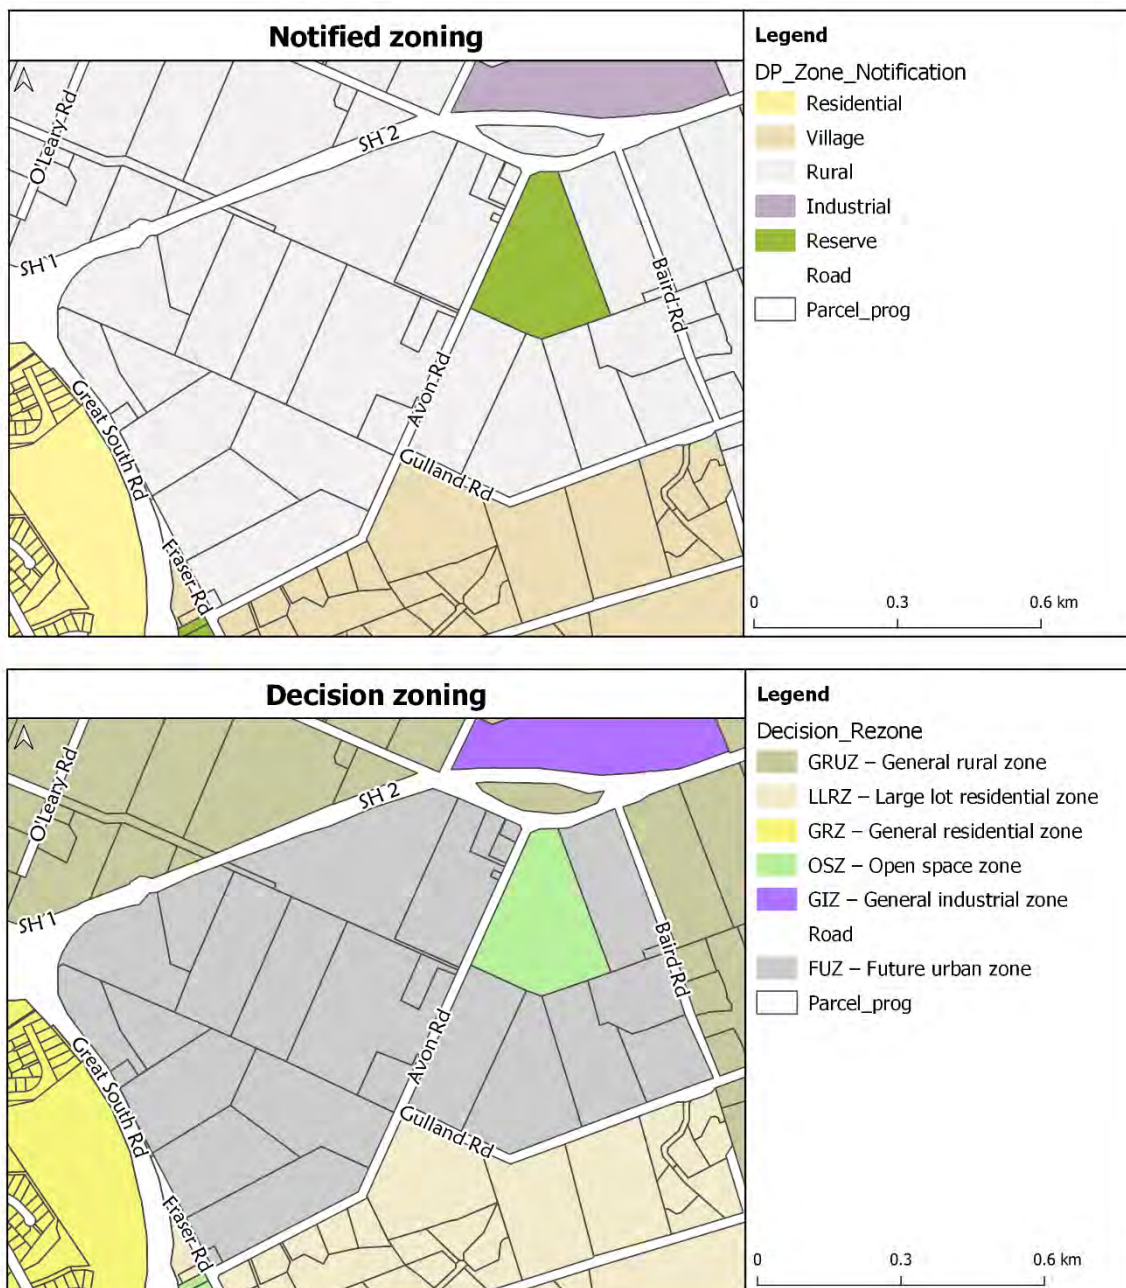 Notified zoning
O'Leary Rd
SH 2
SH 1
Baird Rd
Avon Rd
Great South Rd
Gulland Rd
Fraser Rd
Legend
DP_Zone_Notification
Residential
Village
Rural
Industrial
Reserve
Road
Parcel_prog
0 0.3 0.6 km
Decision zoning
O'Leary Rd
SH 2
SH 1
Baird Rd
Avon Rd
Great South Rd
Gulland Rd
Fraser Rd
Legend
Decision_Rezone
GRUZ – General rural zone
LLRZ – Large lot residential zone
GRZ – General residential zone
OSZ – Open space zone
GIZ – General industrial zone
Road
FUZ – Future urban zone
Parcel_prog
0 0.3 0.6 km